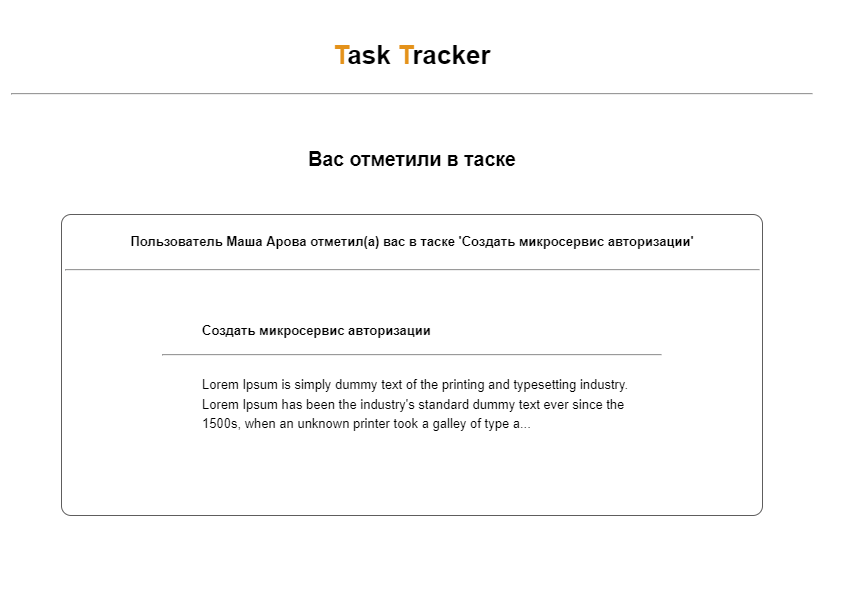 Task Tracker
Вас отметили в таске
Пользователь Маша Арова отметил(а) вас в таске 'Создать микросервис авторизации'
Создать микросервис авторизации
Lorem Ipsum is simply dummy text of the printing and typesetting industry.
Lorem Ipsum has been the industry's standard dummy text ever since the
1500s, when an unknown printer took a galley of type a...